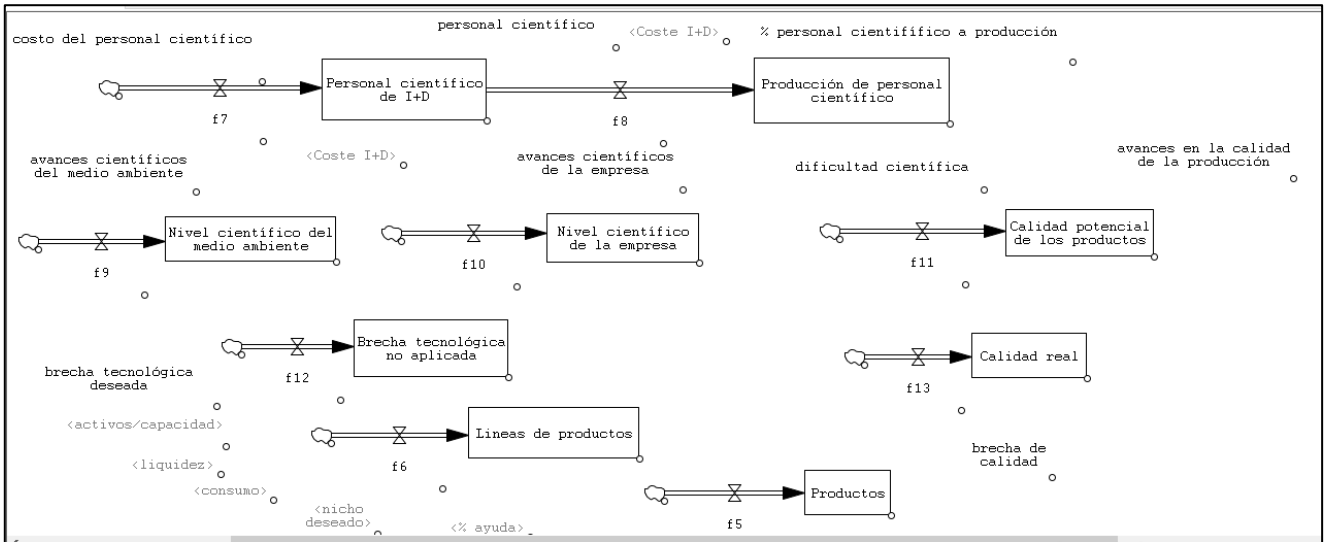 personal científico
<Coste I+D>
% personal cientifífico a producción
costo del personal científico
Personal científico
de I+D
Producción de personal
científico
f7
f8
avances científicos
del medio ambiente
<Coste I+D>
avances científicos
de la empresa
dificultad científica
avances en la calidad
de la producción
Nivel científico del
medio ambiente
Nivel científico
de la empresa
Calidad potencial
de los productos
f9
f10
f11
Brecha tecnológica
no aplicada
Calidad real
f12
f13
brecha tecnológica
deseada
<activos/capacidad>
Lineas de productos
<liquidez>
f6
brecha de
calidad
<consumo>
Productos
<nicho
deseado>
<% ayuda>
f5